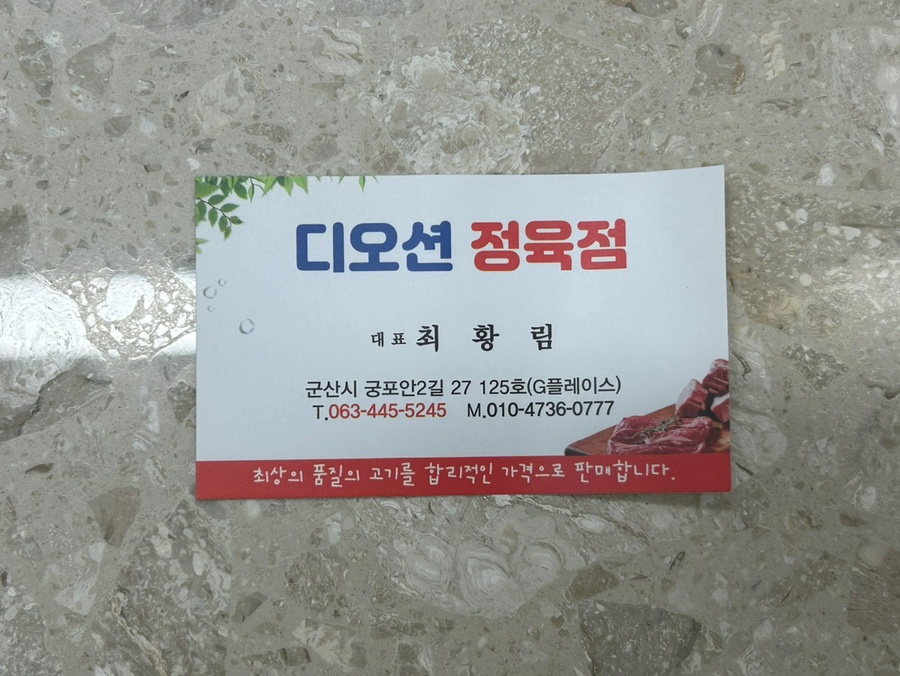 디오션 정육점
대표 최 황 림
군산시 궁포안2길 27 125호(G플레이스)
T.063-445-5245 M.010-4736-0777
최상의 품질의 고기를 합리적인 가격으로 판매합니다.